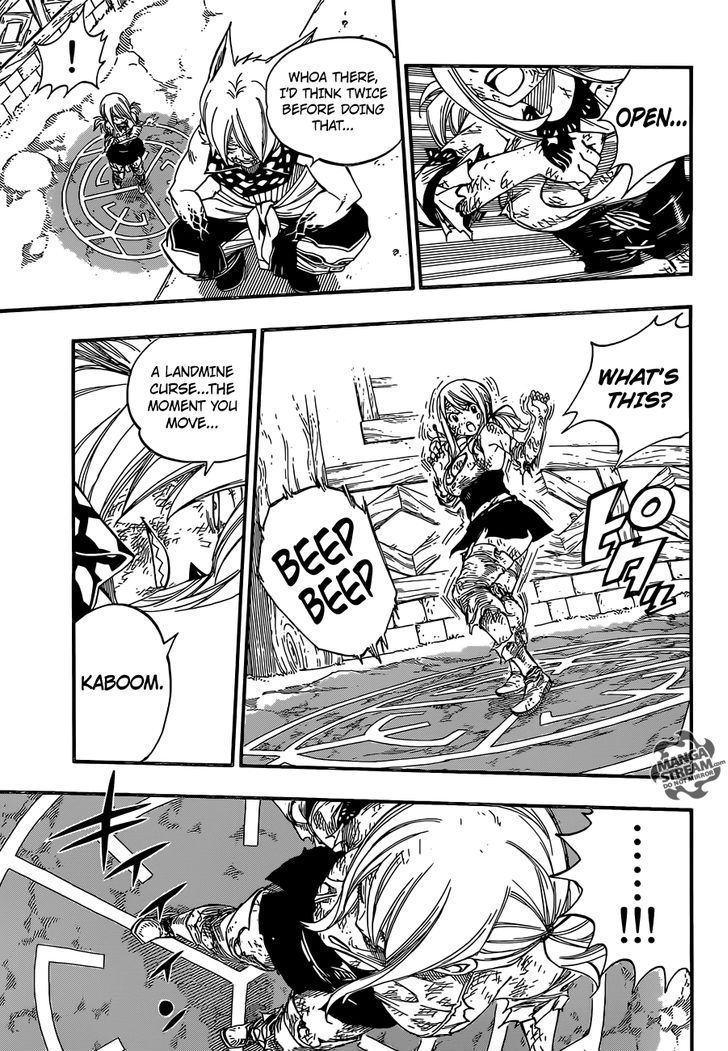 OPEN...
WHOA THERE,
I'D THINK TWICE
BEFORE DOING
THAT...
!
WHAT'S
THIS?
BEEP
BEEP
A LANDMINE
CURSE...THE
MOMENT YOU
MOVE...
KABOOM.
MANGA
STREAM.com
DO NOT MIRROR
......
!!!